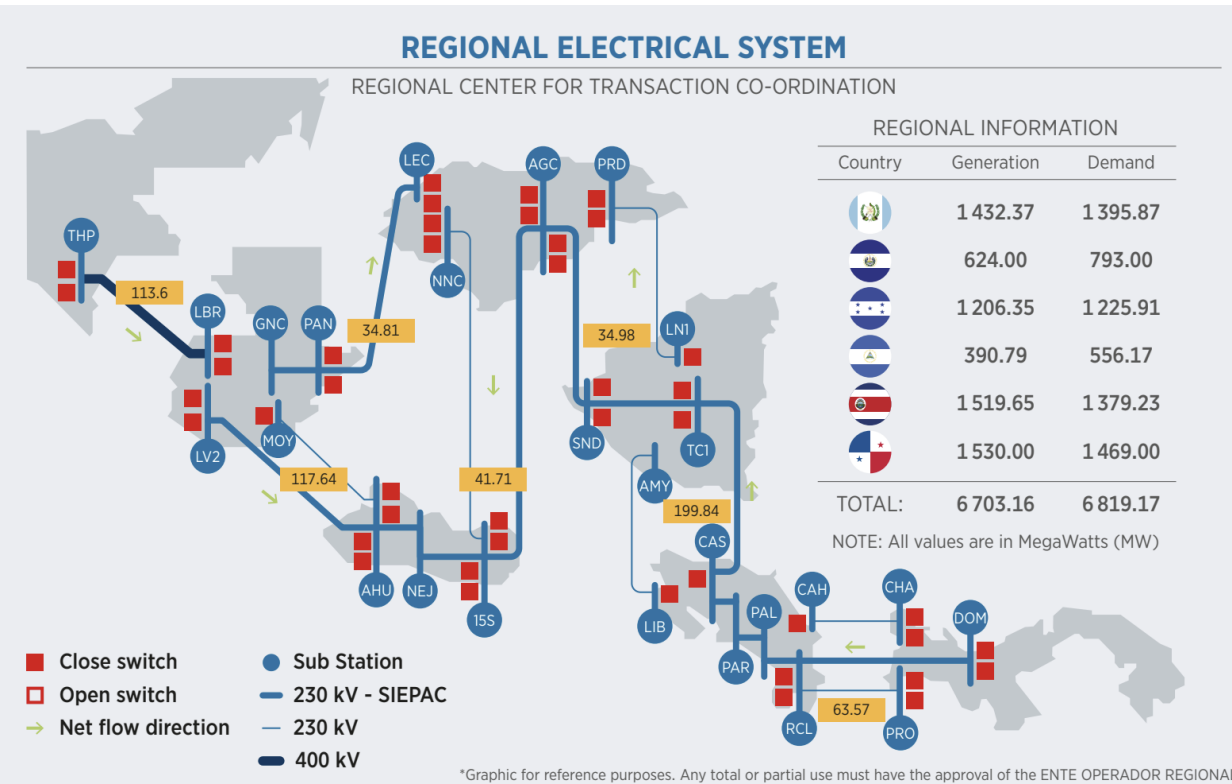 REGIONAL ELECTRICAL SYSTEM
REGIONAL CENTER FOR TRANSACTION CO-ORDINATION
REGIONAL INFORMATION
Country Generation Demand
1 432.37 1 395.87
624.00 793.00
1 206.35 1 225.91
390.79 556.17
1 519.65 1 379.23
1 530.00 1 469.00
TOTAL: 6 703.16 6 819.17
NOTE: All values are in MegaWatts (MW)
LEC
AGC
PRD
THP
NNC
113.6
LBR
GNC
PAN
34.81
34.98
LN1
MOY
SND
TC1
LV2
117.64
41.71
AMY
199.84
CAS
AHU
NEJ
15S
LIB
PAL
CAH
CHA
DOM
PAR
RCL
63.57
PRO
Close switch
Open switch
Net flow direction
Sub Station
230 kV - SIEPAC
230 kV
400 kV
*Graphic for reference purposes. Any total or partial use must have the approval of the ENTE OPERADOR REGIONAL